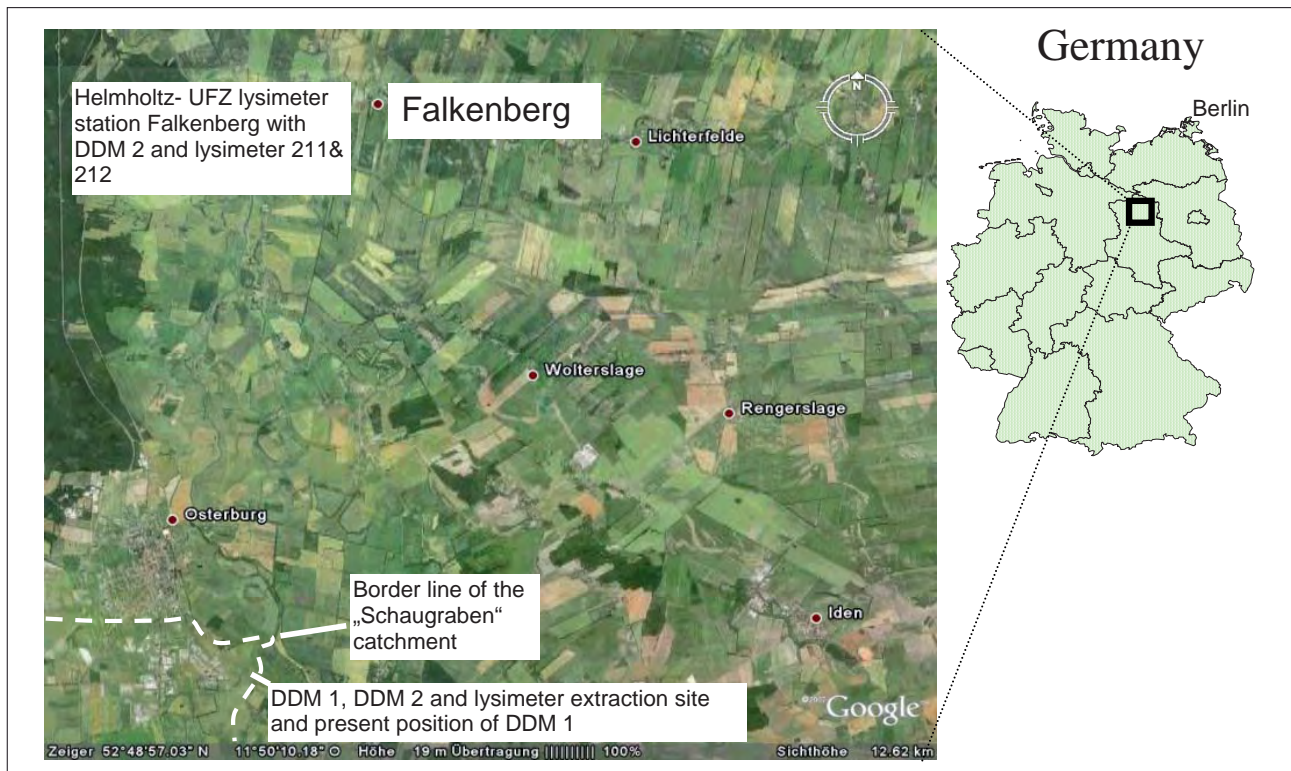 Germany
Berlin
Helmholtz- UFZ lysimeter
station Falkenberg with
DDM 2 and lysimeter 211&
212
Falkenberg
N
Lichterfelde
Wolterslage
Rengerslage
Osterburg
Border line of the
„Schaugraben“
catchment
Iden
DDM 1, DDM 2 and lysimeter extraction site
and present position of DDM 1
©2007 Google
Zeiger 52°48'57.03" N 11°50'10.18" O Höhe 19 m Übertragung |||||||||| 100% Sichthöhe 12.62 km